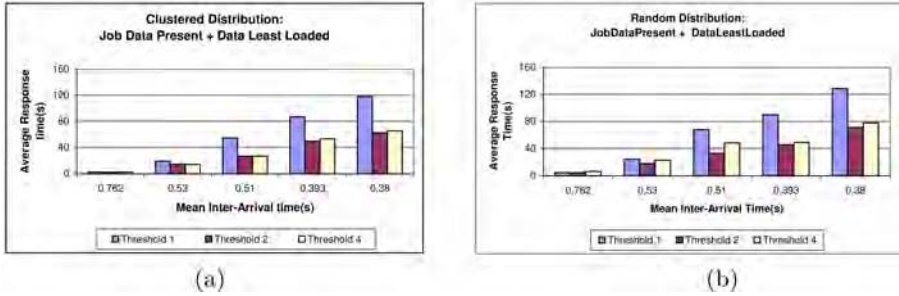 Clustered Distribution:
Job Data Present + Data Least Loaded
Average Response
time(s)
160
120
80
40
0
0.762
0.53
0.51
0.393
0.38
Mean Inter-Arrival time(s)
Threshold 1
Threshold 2
Threshold 4
(a)
Random Distribution:
JobDataPresent + DataLeastLoaded
Average Response
Time(s)
160
120
80
40
0
0.762
0.53
0.51
0.393
0.38
Mean Inter-Arrival Time(s)
Threshold 1
Threshold 2
Threshold 4
(b)